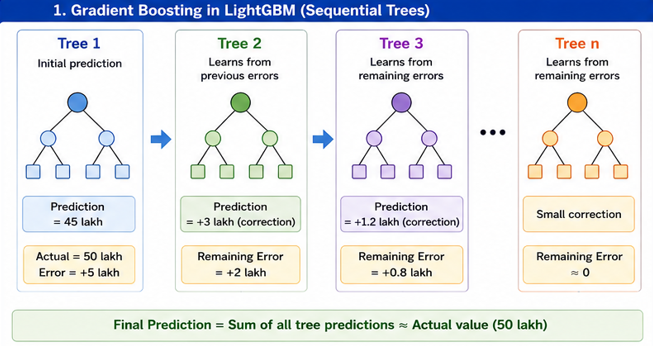 1. Gradient Boosting in LightGBM (Sequential Trees)
Tree 1
Initial prediction
Prediction
= 45 lakh
Actual = 50 lakh
Error = +5 lakh
Tree 2
Learns from
previous errors
Prediction
= +3 lakh (correction)
Remaining Error
= +2 lakh
Tree 3
Learns from
remaining errors
Prediction
= +1.2 lakh (correction)
Remaining Error
= +0.8 lakh
•••
Tree n
Learns from
remaining errors
Small correction
Remaining Error
≈ 0
Final Prediction = Sum of all tree predictions ≈ Actual value (50 lakh)